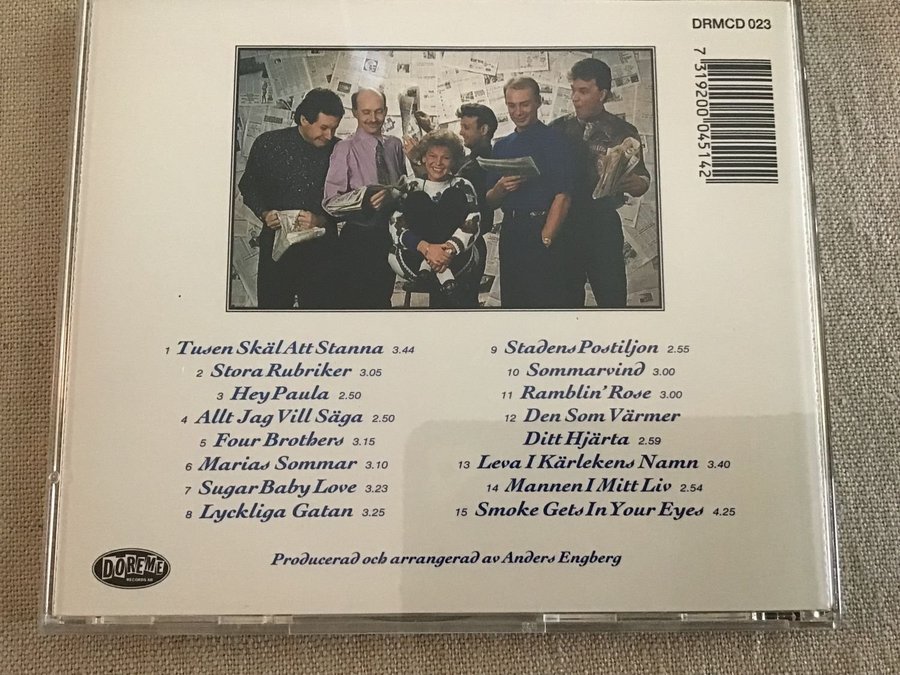 DRMCD 023
7 319200 045142
1 Tusen Skäl Att Stanna 3.44
2 Stora Rubriker 3.05
3 Hey Paula 2.50
4 Allt Jag Vill Säga 2.50
5 Four Brothers 3.15
6 Marias Sommar 3.10
7 Sugar Baby Love 3.23
8 Lyckliga Gatan 3.25
9 Stadens Postiljon 2.55
10 Sommarvind 3.00
11 Ramblin' Rose 3.00
12 Den Som Värmer
Ditt Hjärta 2.59
13 Leva I Kärlekens Namn 3.40
14 Mannen I Mitt Liv 2.54
15 Smoke Gets In Your Eyes 4.25
Producerad och arrangerad av Anders Engberg
DOREME
RECORDS AB